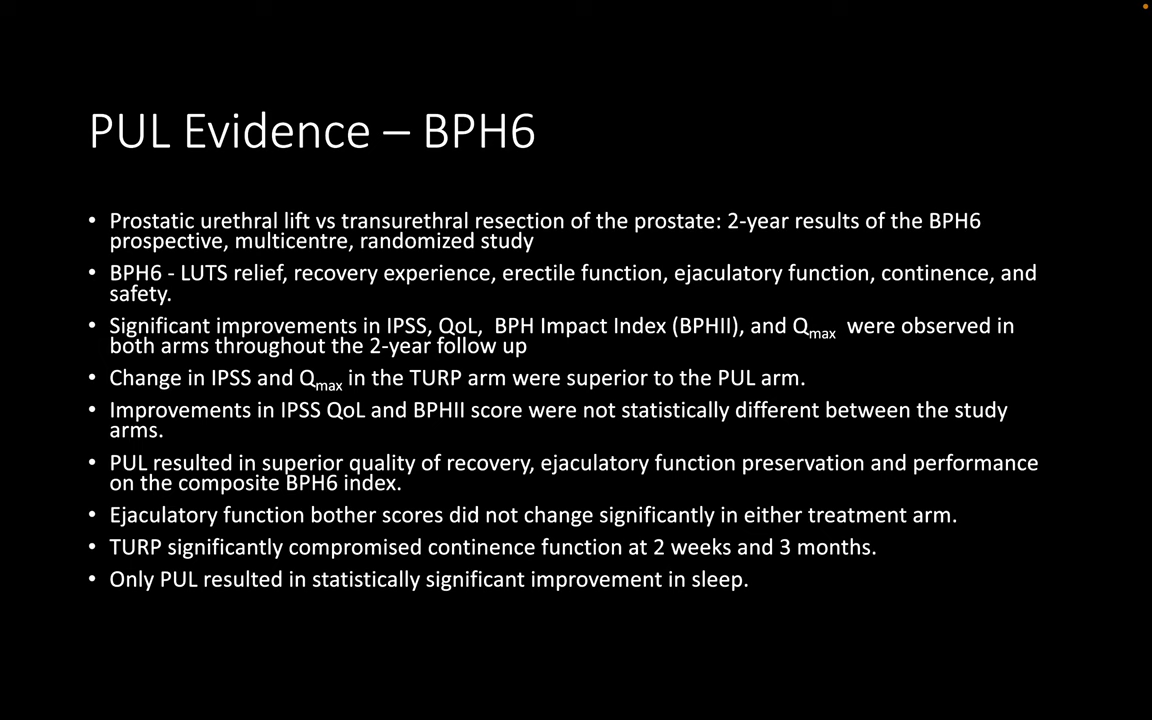 PUL Evidence – BPH6
• Prostatic urethral lift vs transurethral resection of the prostate: 2-year results of the BPH6
prospective, multicentre, randomized study
• BPH6 - LUTS relief, recovery experience, erectile function, ejaculatory function, continence, and
safety.
• Significant improvements in IPSS, QoL,  BPH Impact Index (BPHII), and Qmax  were observed in
both arms throughout the 2-year follow up
• Change in IPSS and Qmax in the TURP arm were superior to the PUL arm.
• Improvements in IPSS QoL and BPHII score were not statistically different between the study
arms.
• PUL resulted in superior quality of recovery, ejaculatory function preservation and performance
on the composite BPH6 index.
• Ejaculatory function bother scores did not change significantly in either treatment arm.
• TURP significantly compromised continence function at 2 weeks and 3 months.
• Only PUL resulted in statistically significant improvement in sleep.